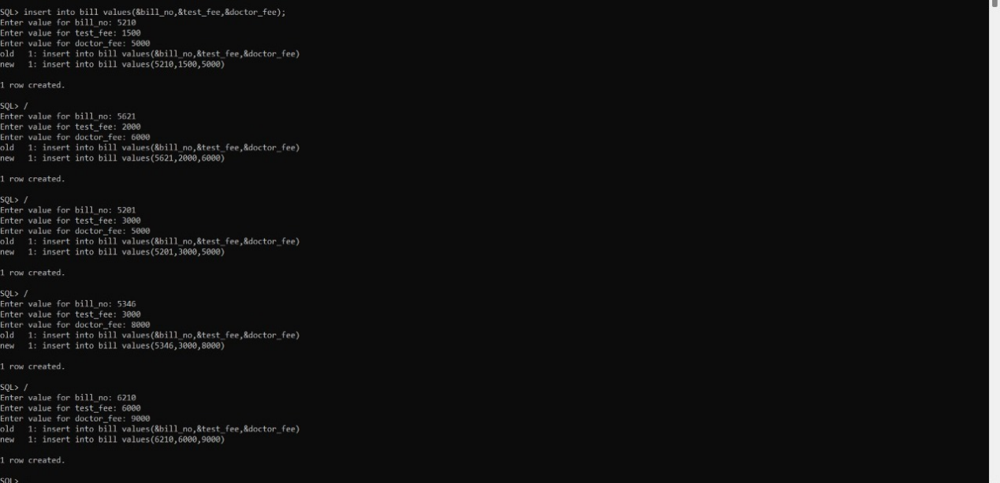 SQL> insert into bill values(&bill_no,&test_fee,&doctor_fee);
Enter value for bill_no: 5210
Enter value for test_fee: 1500
Enter value for doctor_fee: 5000
old   1: insert into bill values(&bill_no,&test_fee,&doctor_fee)
new   1: insert into bill values(5210,1500,5000)

1 row created.

SQL> /
Enter value for bill_no: 5621
Enter value for test_fee: 2000
Enter value for doctor_fee: 6000
old   1: insert into bill values(&bill_no,&test_fee,&doctor_fee)
new   1: insert into bill values(5621,2000,6000)

1 row created.

SQL> /
Enter value for bill_no: 5201
Enter value for test_fee: 3000
Enter value for doctor_fee: 5000
old   1: insert into bill values(&bill_no,&test_fee,&doctor_fee)
new   1: insert into bill values(5201,3000,5000)

1 row created.

SQL> /
Enter value for bill_no: 5346
Enter value for test_fee: 3000
Enter value for doctor_fee: 8000
old   1: insert into bill values(&bill_no,&test_fee,&doctor_fee)
new   1: insert into bill values(5346,3000,8000)

1 row created.

SQL> /
Enter value for bill_no: 6210
Enter value for test_fee: 6000
Enter value for doctor_fee: 9000
old   1: insert into bill values(&bill_no,&test_fee,&doctor_fee)
new   1: insert into bill values(6210,6000,9000)

1 row created.

SQL>